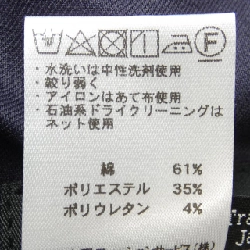 ・水洗いは中性洗剤使用
・絞り弱く
・アイロンはあて布使用
・石油系ドライクリーニングは
ネット使用
綿 61%
ポリエステル 35%
ポリウレタン 4%